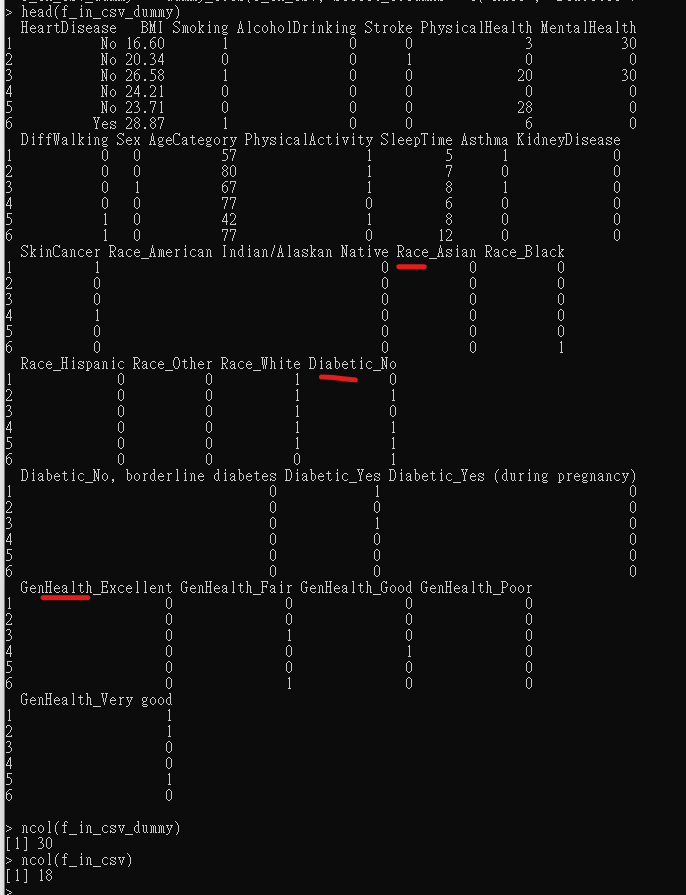 > head(f_in_csv_dummy)
HeartDisease BMI Smoking AlcoholDrinking Stroke PhysicalHealth MentalHealth
1 No 16.60 1 0 0 3 30
2 No 20.34 0 0 1 0 0
3 No 26.58 1 0 0 20 30
4 No 24.21 0 0 0 0 0
5 No 23.71 0 0 0 28 0
6 Yes 28.87 1 0 0 6 0
DiffWalking Sex AgeCategory PhysicalActivity SleepTime Asthma KidneyDisease
1 0 0 57 1 5 1 0
2 0 0 80 1 7 0 0
3 0 1 67 1 8 1 0
4 0 0 77 0 6 0 0
5 1 0 42 1 8 0 0
6 1 0 77 0 12 0 0
SkinCancer Race_American Indian/Alaskan Native Race_Asian Race_Black
1 1 0 0 0
2 0 0 0 0
3 0 0 0 0
4 1 0 0 0
5 0 0 0 0
6 0 0 0 1
Race_Hispanic Race_Other Race_White Diabetic_No
1 0 0 1 0
2 0 0 1 1
3 0 0 1 0
4 0 0 1 1
5 0 0 1 1
6 0 0 0 1
Diabetic_No, borderline diabetes Diabetic_Yes Diabetic_Yes (during pregnancy)
1 0 1 0
2 0 0 0
3 0 1 0
4 0 0 0
5 0 0 0
6 0 0 0
GenHealth_Excellent GenHealth_Fair GenHealth_Good GenHealth_Poor
1 0 0 0 0
2 0 0 0 0
3 0 1 0 0
4 0 0 1 0
5 0 0 0 0
6 0 1 0 0
GenHealth_Very good
1 1
2 1
3 0
4 0
5 1
6 0
> ncol(f_in_csv_dummy)
[1] 30
> ncol(f_in_csv)
[1] 18
>